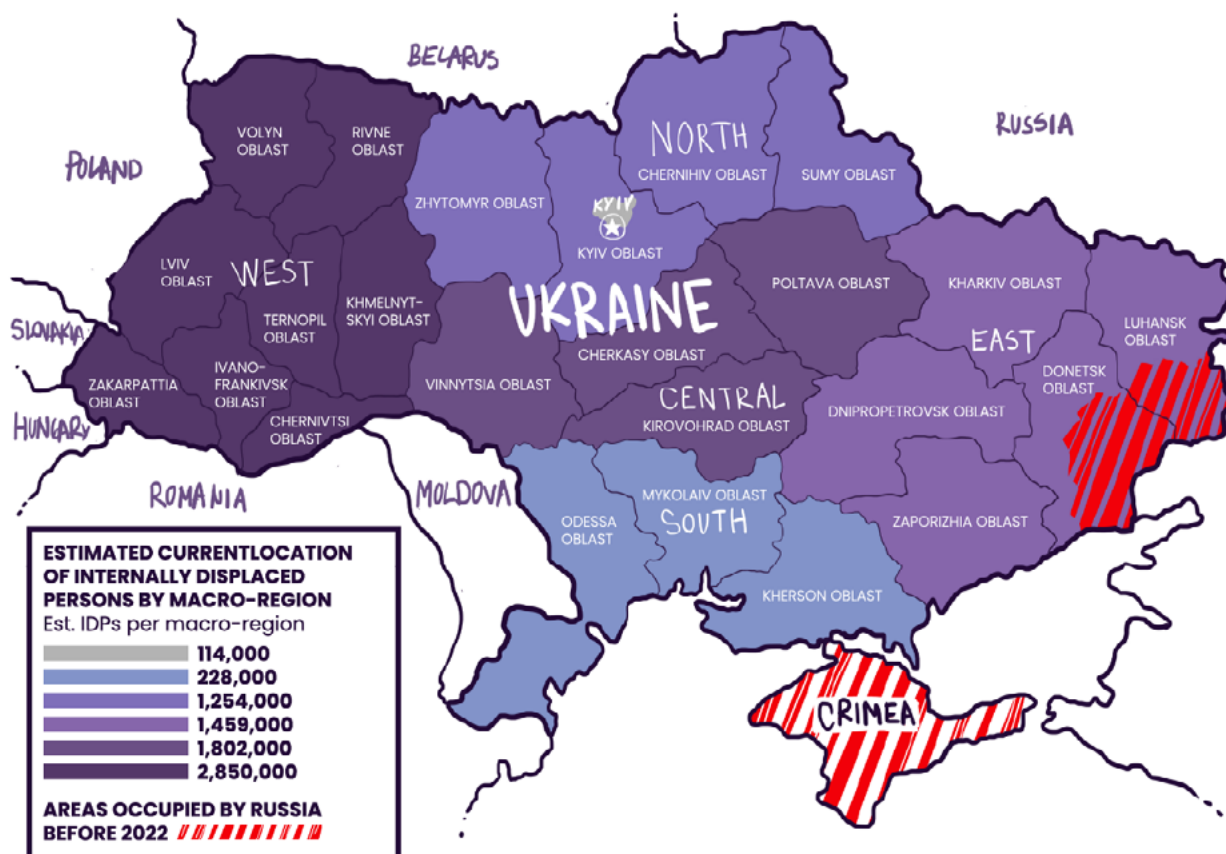 BELARUS
RUSSIA
POLAND
VOLYN
OBLAST
RIVNE
OBLAST
NORTH
CHERNIHIV OBLAST
SUMY OBLAST
ZHYTOMYR OBLAST
KYIV
KYIV OBLAST
LVIV
OBLAST
WEST
KHMELNYT-
SKYI OBLAST
TERNOPIL
OBLAST
UKRAINE
POLTAVA OBLAST
KHARKIV OBLAST
LUHANSK
OBLAST
EAST
SLOVAKIA
CHERKASY OBLAST
DONETSK
OBLAST
ZAKARPATTIA
OBLAST
IVANO-
FRANKIVSK
OBLAST
VINNYTSIA OBLAST
CENTRAL
KIROVOHRAD OBLAST
DNIPROPETROVSK OBLAST
HUNGARY
CHERNIVTSI
OBLAST
ROMANIA
MOLDOVA
MYKOLAIV OBLAST
SOUTH
ODESSA
OBLAST
ZAPORIZHIA OBLAST
KHERSON OBLAST
CRIMEA
ESTIMATED CURRENTLOCATION
OF INTERNALLY DISPLACED
PERSONS BY MACRO-REGION
Est. IDPs per macro-region
114,000
228,000
1,254,000
1,459,000
1,802,000
2,850,000
AREAS OCCUPIED BY RUSSIA
BEFORE 2022